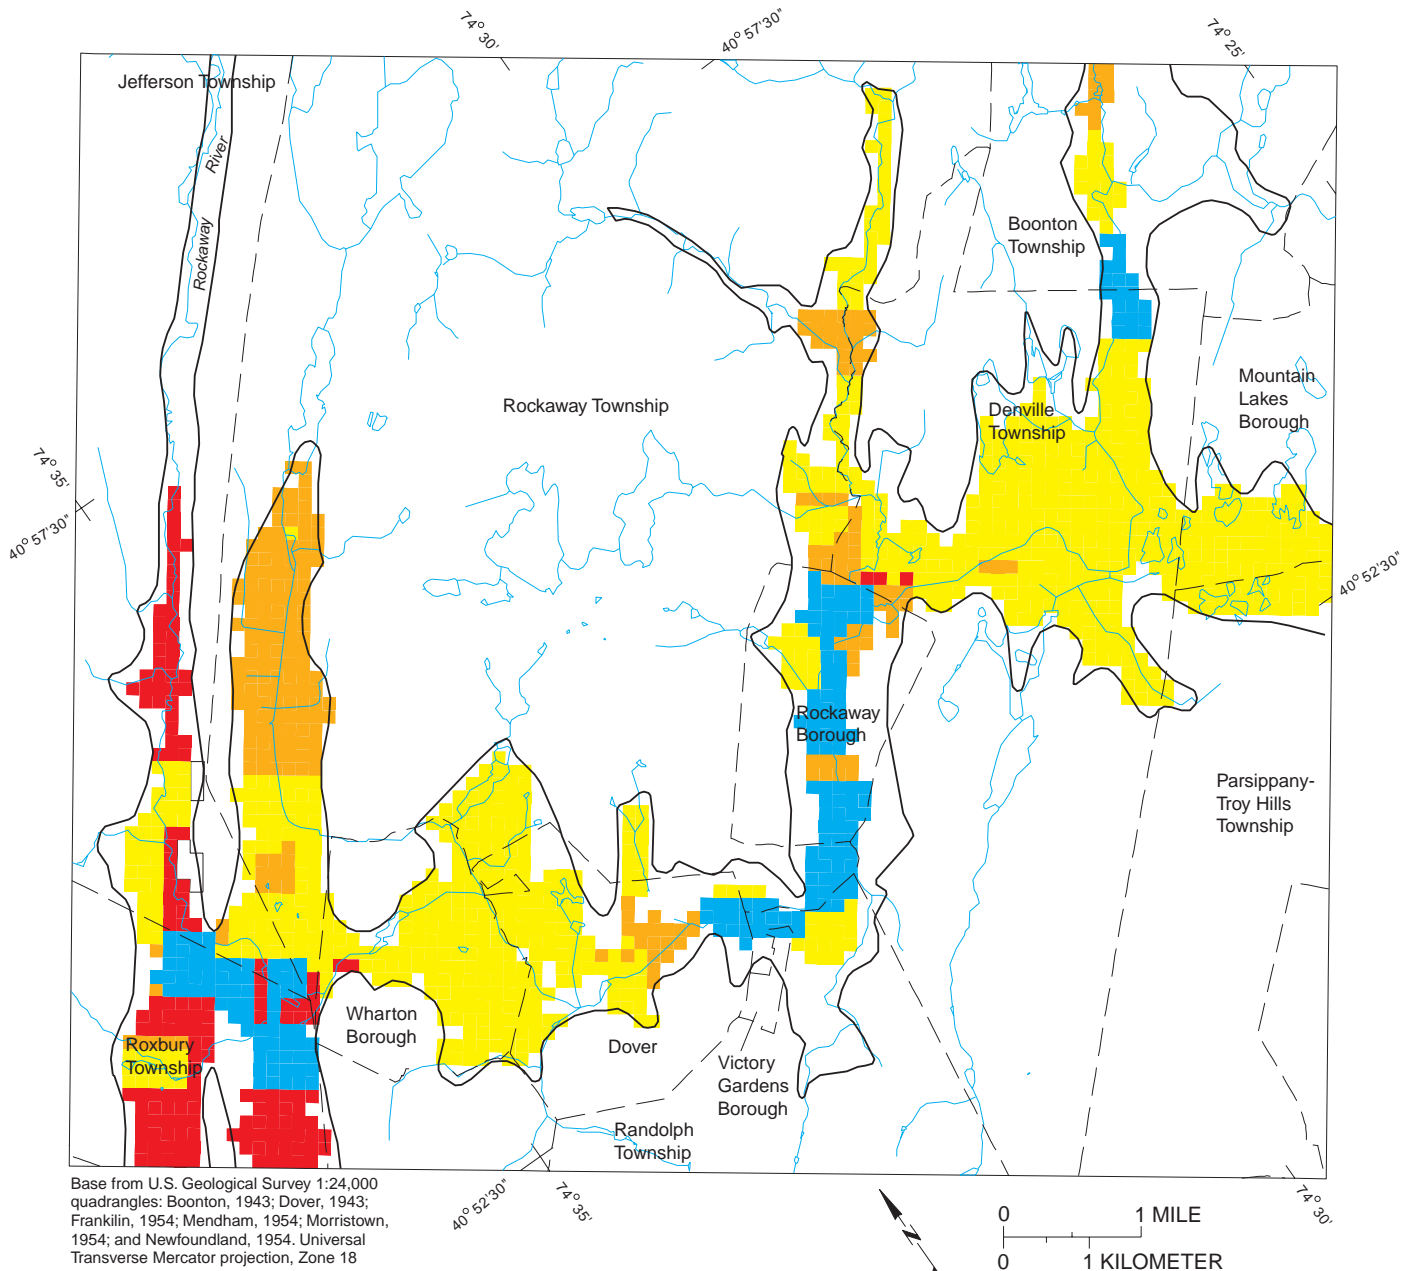 74° 30'
40° 57'30"
74° 25'
Jefferson Township
River
Rockaway
Boonton
Township
Mountain
Lakes
Borough
Rockaway Township
Denville
Township
74° 35'
40° 57'30"
40° 52'30"
Rockaway
Borough
Parsippany-
Troy Hills
Township
Wharton
Borough
Roxbury
Township
Dover
Victory
Gardens
Borough
Randolph
Township
Base from U.S. Geological Survey 1:24,000
quadrangles: Boonton, 1943; Dover, 1943;
Frankilin, 1954; Mendham, 1954; Morristown,
1954; and Newfoundland, 1954. Universal
Transverse Mercator projection, Zone 18
40° 52'30"
74° 35'
74° 30'
0 1 MILE
0 1 KILOMETER
N